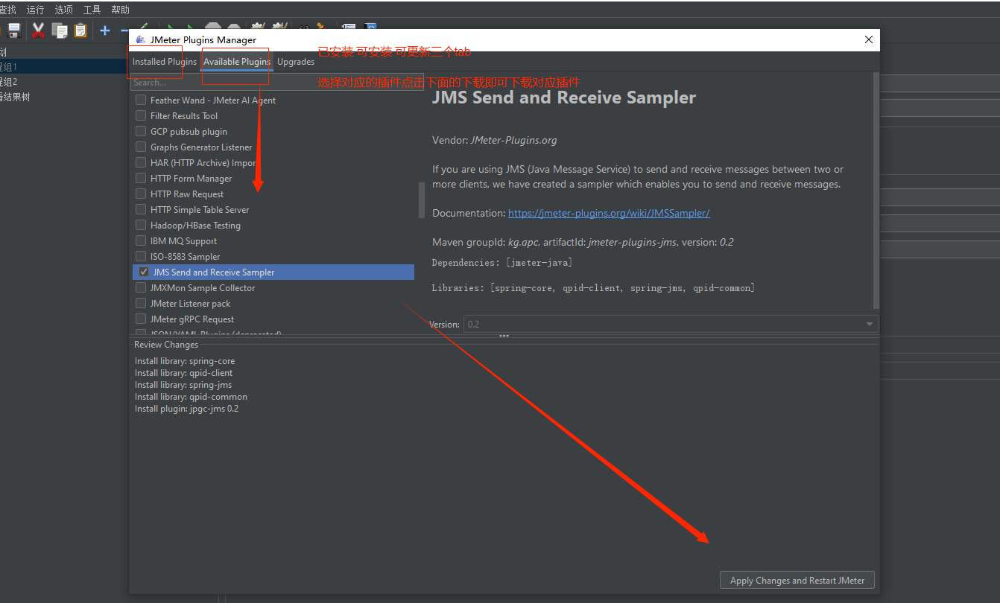 查找 运行 选项 工具 帮助
JMeter Plugins Manager
Installed Plugins Available Plugins Upgrades
已安装 可安装 可更新三个tab
选择对应的插件点击下面的下载即可下载对应插件
Search...
组1
组2
结果树
Feather Wand - JMeter AI Agent
Filter Results Tool
GCP pubsub plugin
Graphs Generator Listener
HAR (HTTP Archive) Impor
HTTP Form Manager
HTTP Raw Request
HTTP Simple Table Server
Hadoop/HBase Testing
IBM MQ Support
ISO-8583 Sampler
JMS Send and Receive Sampler
JMXMon Sample Collector
JMeter Listener pack
JMeter gRPC Request
JSON/YAML Plugins (deprecated)
JMS Send and Receive Sampler
Vendor: JMeter-Plugins.org
If you are using JMS (Java Message Service) to send and receive messages between two or
more clients, we have created a sampler which enables you to send and receive messages.
Documentation: https://jmeter-plugins.org/wiki/JMSSampler/
Maven groupId: kg.apc, artifactId: jmeter-plugins-jms, version: 0.2
Dependencies: [jmeter-java]
Libraries: [spring-core, qpid-client, spring-jms, qpid-common]
Version: 0.2
Review Changes
Install library: spring-core
Install library: qpid-client
Install library: spring-jms
Install library: qpid-common
Install plugin: jpgc-jms 0.2
Apply Changes and Restart JMeter